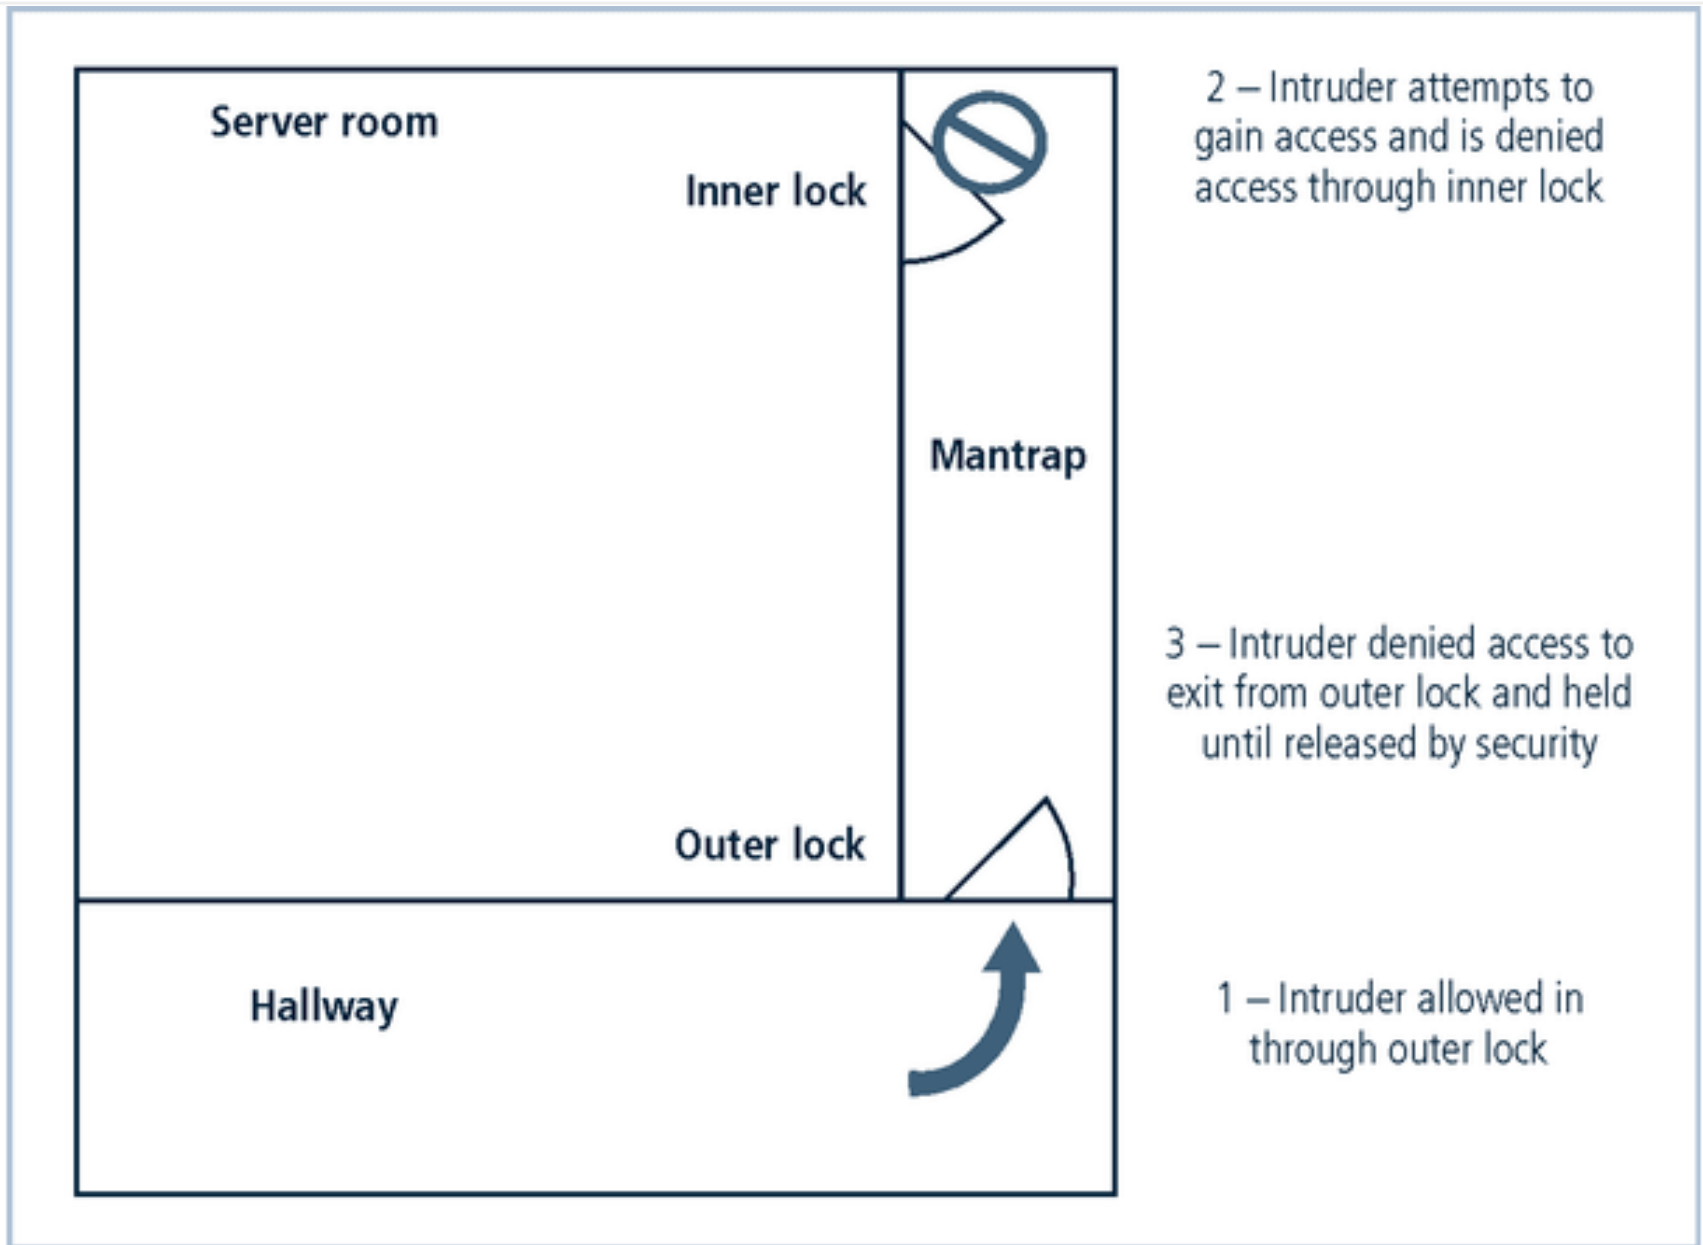 Server room
Inner lock
2 – Intruder attempts to
gain access and is denied
access through inner lock
Mantrap
3 – Intruder denied access to
exit from outer lock and held
until released by security
Outer lock
Hallway
1 – Intruder allowed in
through outer lock